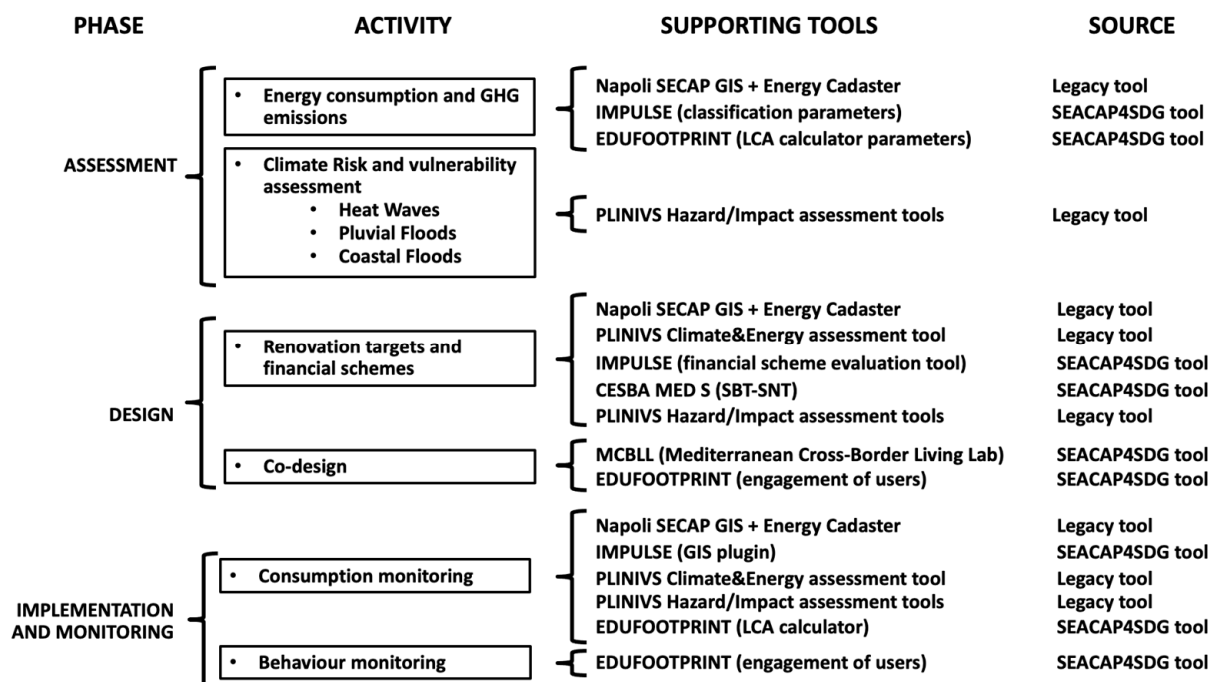 PHASE ACTIVITY SUPPORTING TOOLS SOURCE
ASSESSMENT
• Energy consumption and GHG
emissions
Napoli SECAP GIS + Energy Cadaster Legacy tool
IMPULSE (classification parameters) SEACAP4SDG tool
EDUFOOTPRINT (LCA calculator parameters) SEACAP4SDG tool
• Climate Risk and vulnerability
assessment
• Heat Waves
• Pluvial Floods
• Coastal Floods
PLINIVS Hazard/Impact assessment tools Legacy tool
DESIGN
• Renovation targets and
financial schemes
Napoli SECAP GIS + Energy Cadaster Legacy tool
PLINIVS Climate&Energy assessment tool Legacy tool
IMPULSE (financial scheme evaluation tool) SEACAP4SDG tool
CESBA MED S (SBT-SNT) SEACAP4SDG tool
PLINIVS Hazard/Impact assessment tools Legacy tool
• Co-design
MCBLL (Mediterranean Cross-Border Living Lab) SEACAP4SDG tool
EDUFOOTPRINT (engagement of users) SEACAP4SDG tool
IMPLEMENTATION
AND MONITORING
• Consumption monitoring
Napoli SECAP GIS + Energy Cadaster Legacy tool
IMPULSE (GIS plugin) SEACAP4SDG tool
PLINIVS Climate&Energy assessment tool Legacy tool
PLINIVS Hazard/Impact assessment tools Legacy tool
EDUFOOTPRINT (LCA calculator) SEACAP4SDG tool
• Behaviour monitoring
EDUFOOTPRINT (engagement of users) SEACAP4SDG tool